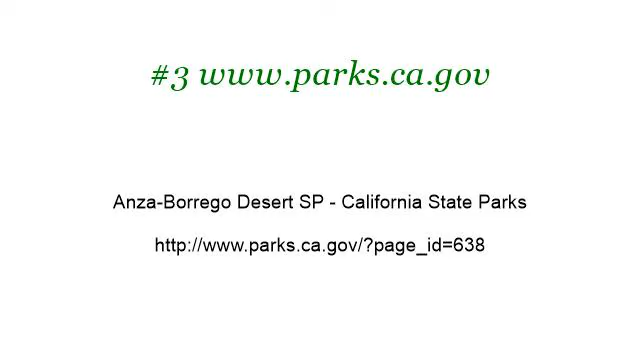 #3 www.parks.ca.gov
Anza-Borrego Desert SP - California State Parks
http://www.parks.ca.gov/?page_id=638